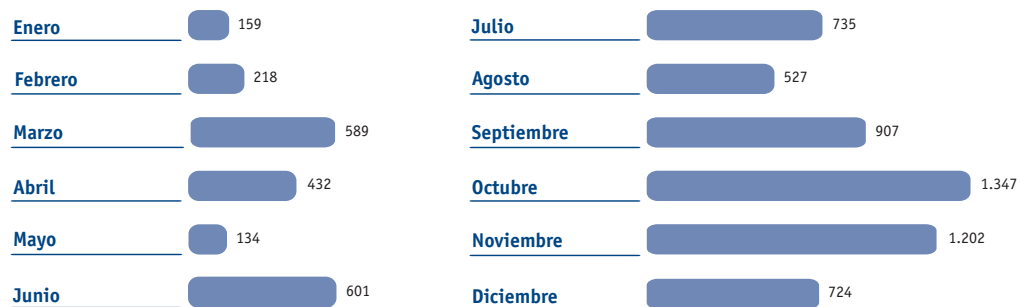 Enero 159
Febrero 218
Marzo 589
Abril 432
Mayo 134
Junio 601
Julio 735
Agosto 527
Septiembre 907
Octubre 1.347
Noviembre 1.202
Diciembre 724